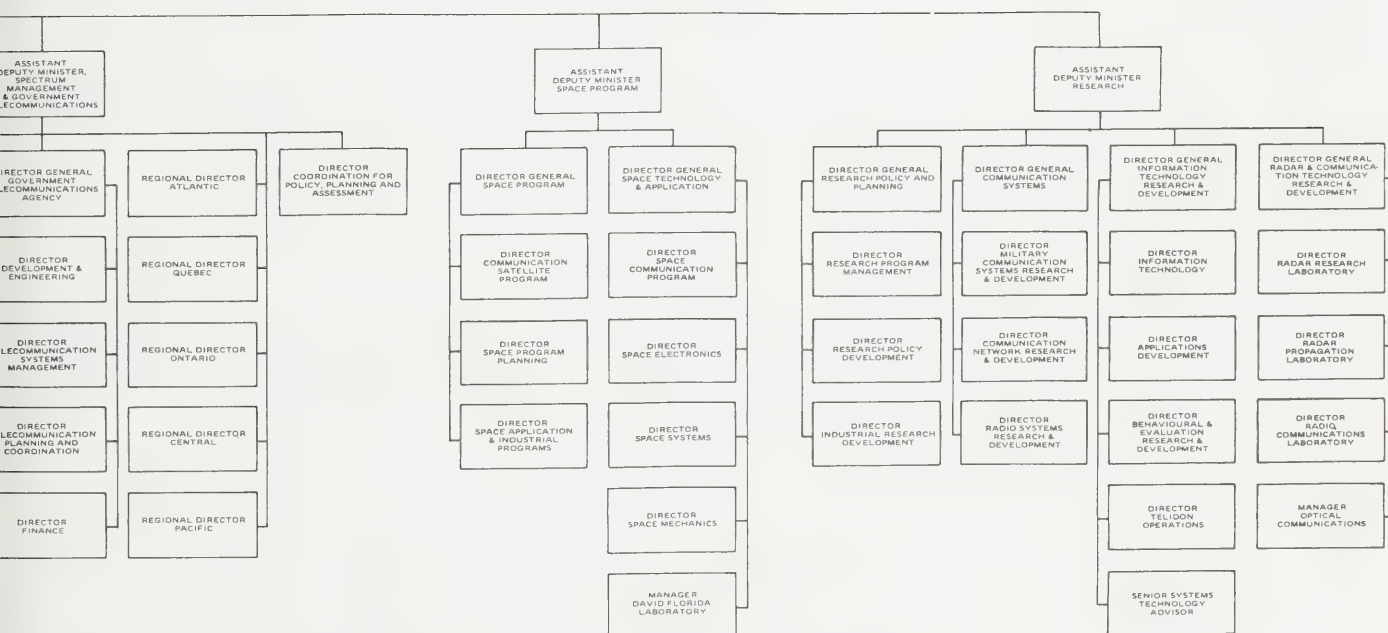 ASSISTANT
DEPUTY MINISTER,
SPECTRUM
MANAGEMENT
& GOVERNMENT
LECOMMUNICATIONS
ASSISTANT
DEPUTY MINISTER
SPACE PROGRAM
ASSISTANT
DEPUTY MINISTER
RESEARCH
IRECTOR GENERAL
GOVERNMENT
LECOMMUNICATIONS
AGENCY
DIRECTOR
DEVELOPMENT &
ENGINEERING
DIRECTOR
LECOMMUNICATION
SYSTEMS
MANAGEMENT
DIRECTOR
LECOMMUNICATION
PLANNING AND
COORDINATION
DIRECTOR
FINANCE
REGIONAL DIRECTOR
ATLANTIC
REGIONAL DIRECTOR
QUEBEC
REGIONAL DIRECTOR
ONTARIO
REGIONAL DIRECTOR
CENTRAL
REGIONAL DIRECTOR
PACIFIC
DIRECTOR
COORDINATION FOR
POLICY, PLANNING AND
ASSESSMENT
DIRECTOR GENERAL
SPACE PROGRAM
DIRECTOR
COMMUNICATION
SATELLITE
PROGRAM
DIRECTOR
SPACE PROGRAM
PLANNING
DIRECTOR
SPACE APPLICATION
& INDUSTRIAL
PROGRAMS
DIRECTOR GENERAL
SPACE TECHNOLOGY
& APPLICATION
DIRECTOR
SPACE
COMMUNICATION
PROGRAM
DIRECTOR
SPACE ELECTRONICS
DIRECTOR
SPACE SYSTEMS
DIRECTOR
SPACE MECHANICS
MANAGER
DAVID FLORIDA
LABORATORY
DIRECTOR GENERAL
RESEARCH POLICY AND
PLANNING
DIRECTOR
RESEARCH PROGRAM
MANAGEMENT
DIRECTOR
RESEARCH POLICY
DEVELOPMENT
DIRECTOR
INDUSTRIAL RESEARCH
DEVELOPMENT
DIRECTOR GENERAL
COMMUNICATION
SYSTEMS
DIRECTOR
MILITARY
COMMUNICATION
SYSTEMS RESEARCH
& DEVELOPMENT
DIRECTOR
COMMUNICATION
NETWORK RESEARCH
& DEVELOPMENT
DIRECTOR
RADIO SYSTEMS
RESEARCH &
DEVELOPMENT
DIRECTOR GENERAL
INFORMATION
TECHNOLOGY
RESEARCH &
DEVELOPMENT
DIRECTOR
INFORMATION
TECHNOLOGY
DIRECTOR
APPLICATIONS
DEVELOPMENT
DIRECTOR
BEHAVIOURAL &
EVALUATION
RESEARCH &
DEVELOPMENT
DIRECTOR
TELIDON
OPERATIONS
SENIOR SYSTEMS
TECHNOLOGY
ADVISOR
DIRECTOR GENERAL
RADAR & COMMUNICA-
TION TECHNOLOGY
RESEARCH &
DEVELOPMENT
DIRECTOR
RADAR RESEARCH
LABORATORY
DIRECTOR
RADAR
PROPAGATION
LABORATORY
DIRECTOR
RADIO
COMMUNICATIONS
LABORATORY
MANAGER
OPTICAL
COMMUNICATIONS